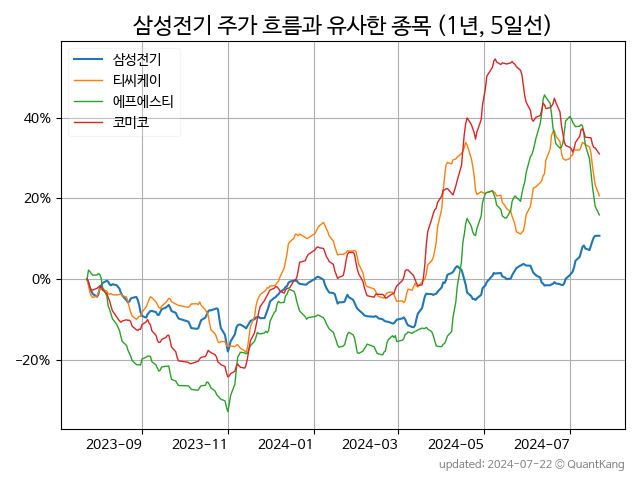 삼성전기 주가 흐름과 유사한 종목 (1년, 5일선)
삼성전기
티씨케이
에프에스티
코미코
40%
20%
0%
−20%
2023−09
2023−11
2024−01
2024−03
2024−05
2024−07
updated: 2024-07-22 © QuantKang